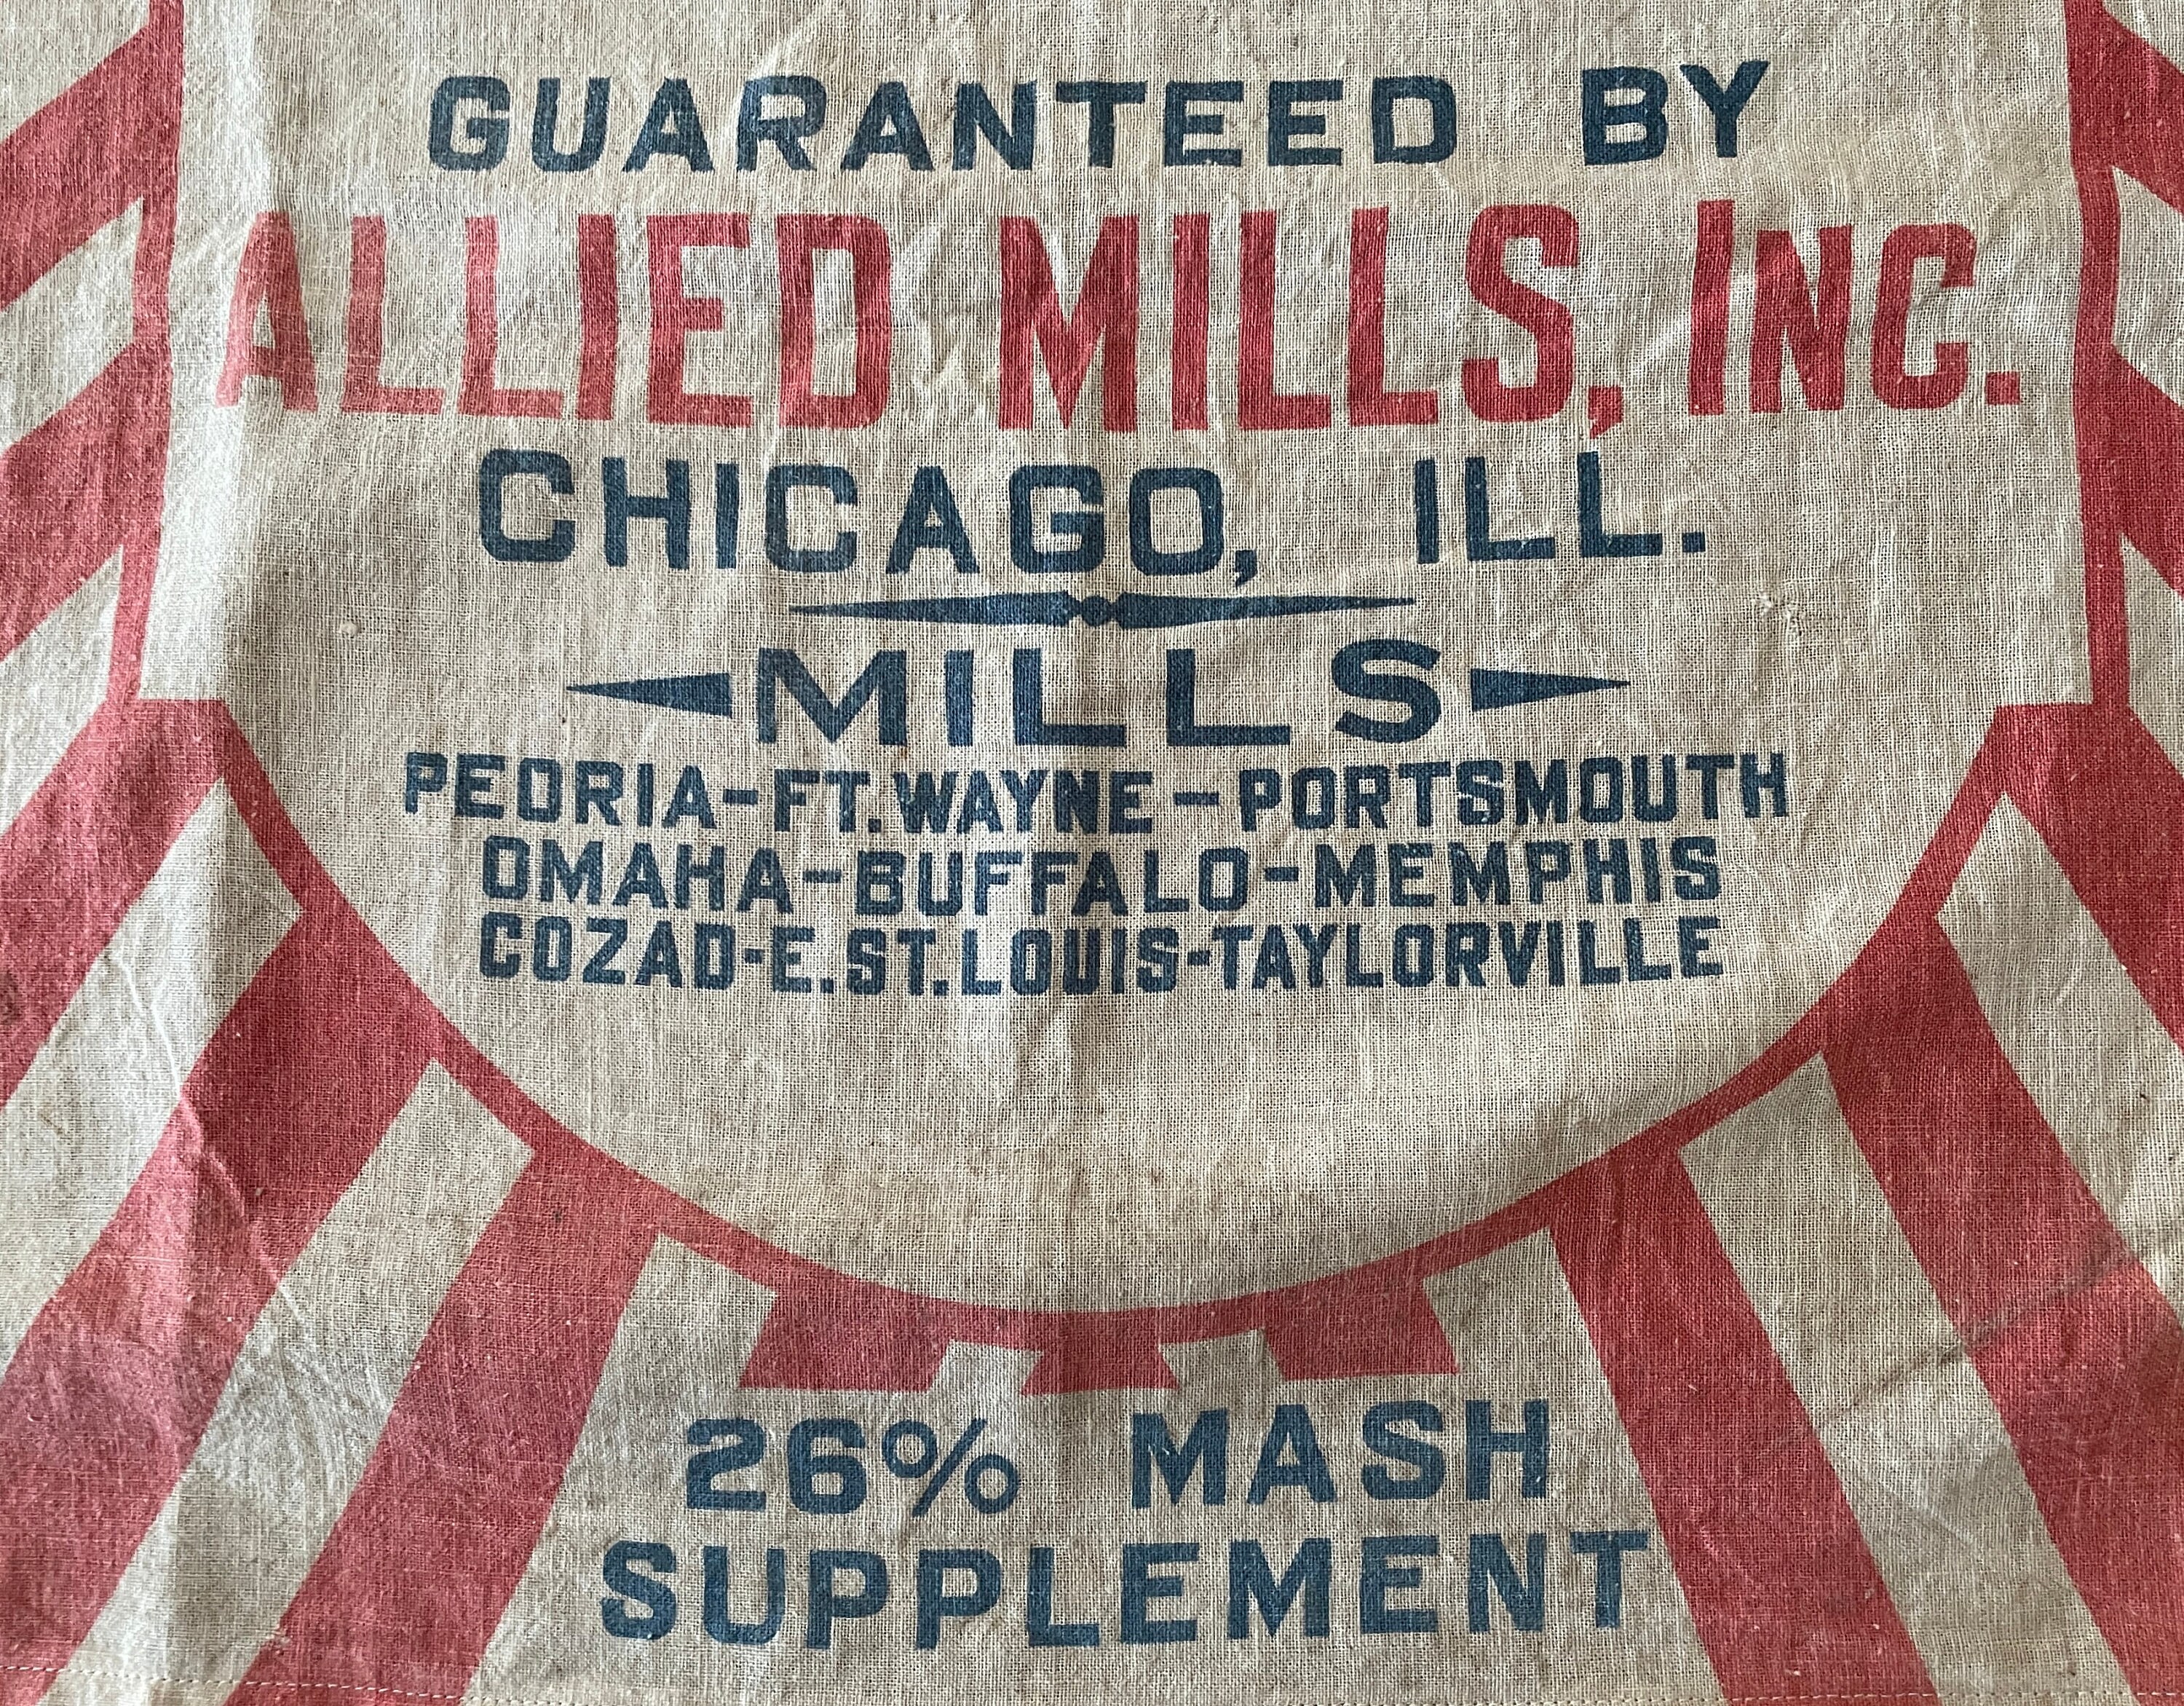 GUARANTEED BY
ALLIED MILLS, INC.
CHICAGO, ILL.
MILLS
PEORIA-FT.WAYNE-PORTSMOUTH
OMAHA-BUFFALO-MEMPHIS
COZAD-E.ST.LOUIS-TAYLORVILLE
26% MASH
SUPPLEMENT